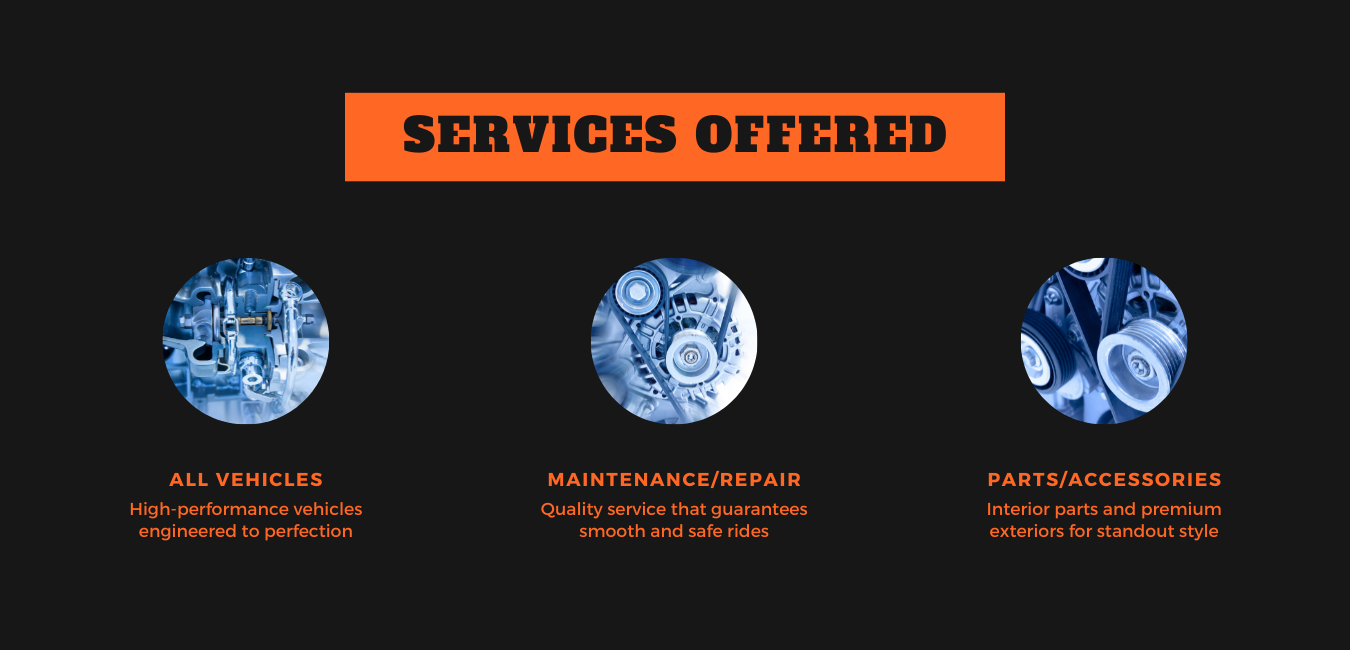 SERVICES OFFERED
ALL VEHICLES
High-performance vehicles
engineered to perfection
MAINTENANCE/REPAIR
Quality service that guarantees
smooth and safe rides
PARTS/ACCESSORIES
Interior parts and premium
exteriors for standout style